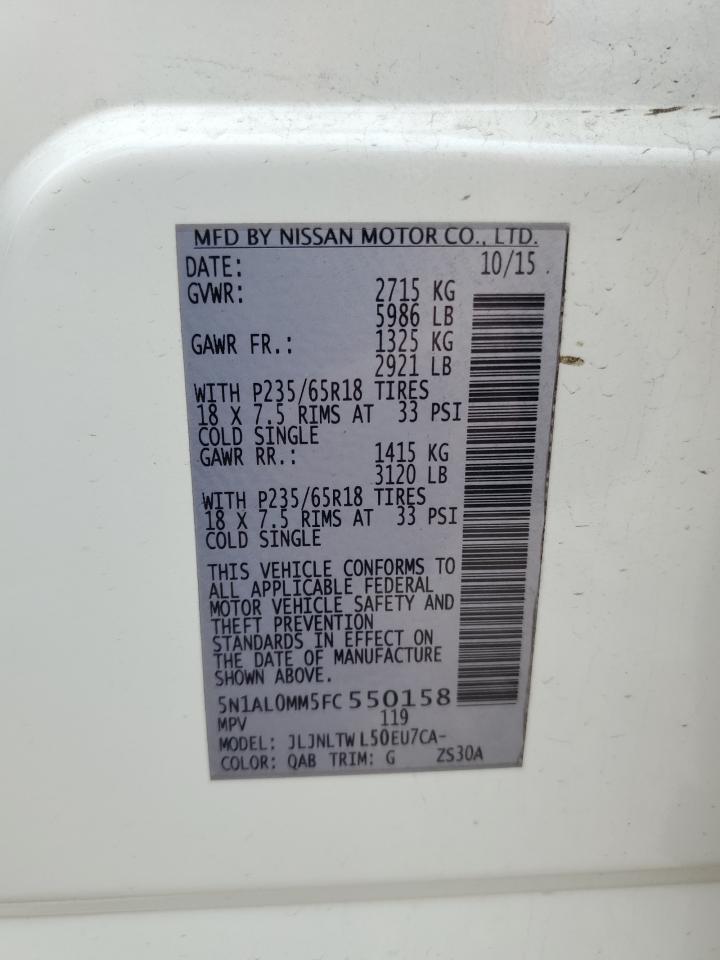 MFD BY NISSAN MOTOR CO., LTD.
DATE: 10/15
GVWR: 2715 KG
5986 LB
GAWR FR.: 1325 KG
2921 LB
WITH P235/65R18 TIRES
18 X 7.5 RIMS AT 33 PSI
COLD SINGLE
GAWR RR.: 1415 KG
3120 LB
WITH P235/65R18 TIRES
18 X 7.5 RIMS AT 33 PSI
COLD SINGLE
THIS VEHICLE CONFORMS TO
ALL APPLICABLE FEDERAL
MOTOR VEHICLE SAFETY AND
THEFT PREVENTION
STANDARDS IN EFFECT ON
THE DATE OF MANUFACTURE
SHOWN ABOVE.
5N1AL0MM5FC 550158
MPV 119
MODEL: JLJNLTW L50EU7CA-
COLOR: QAB TRIM: G ZS30A